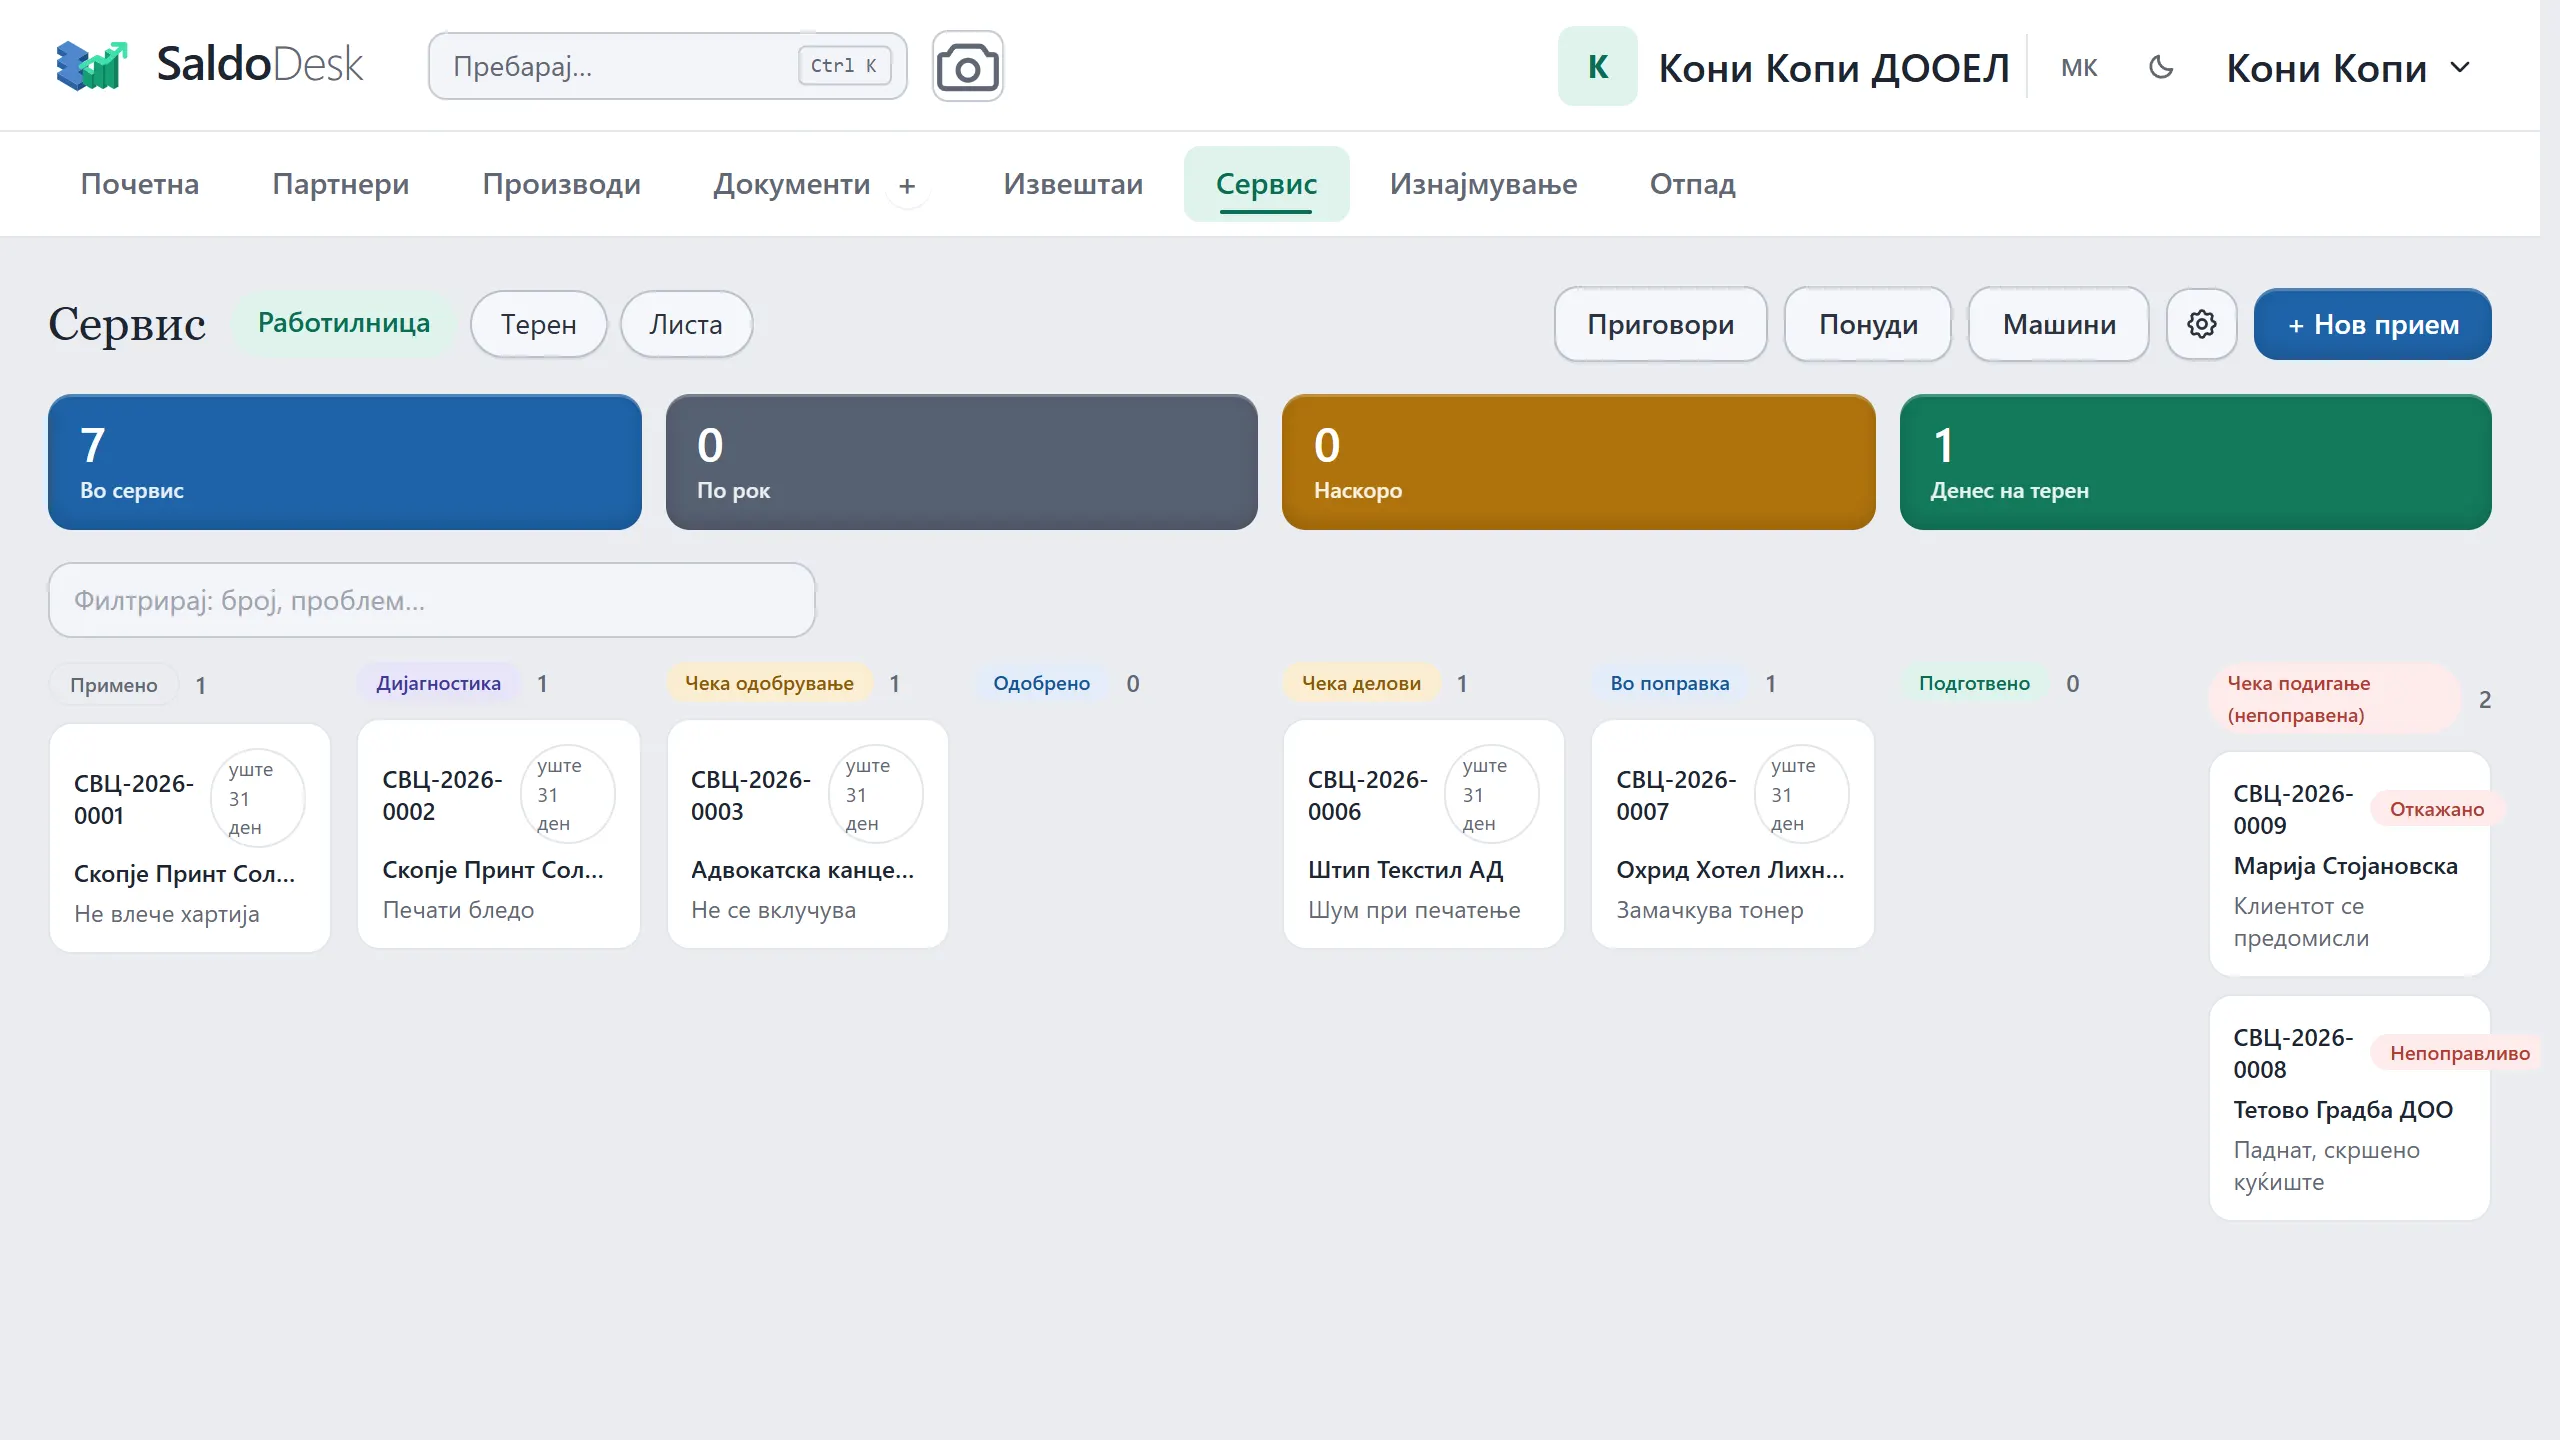 SaldoDesk
Пребарај...
Ctrl K
К
Кони Копи ДООЕЛ
МК
Кони Копи
Почетна
Партнери
Производи
Документи +
Извештаи
Сервис
Изнајмување
Отпад
Сервис
Работилница
Терен
Листа
Приговори
Понуди
Машини
+ Нов прием
7
Во сервис
0
По рок
0
Наскоро
1
Денес на терен
Филтрирај: број, проблем...
Примено 1
СВЦ-2026-
0001
уште
31
ден
Скопје Принт Сол...
Не влече хартија
Дијагностика 1
СВЦ-2026-
0002
уште
31
ден
Скопје Принт Сол...
Печати бледо
Чека одобрување 1
СВЦ-2026-
0003
уште
31
ден
Адвокатска канце...
Не се вклучува
Одобрено 0
Чека делови 1
СВЦ-2026-
0006
уште
31
ден
Штип Текстил АД
Шум при печатење
Во поправка 1
СВЦ-2026-
0007
уште
31
ден
Охрид Хотел Лихн...
Замачкува тонер
Подготвено 0
Чека подигање
(непоправена)
2
СВЦ-2026-
0009
Откажано
Марија Стојановска
Клиентот се
предомисли
СВЦ-2026-
0008
Непоправливо
Тетово Градба ДОО
Паднат, скршено
куќиште